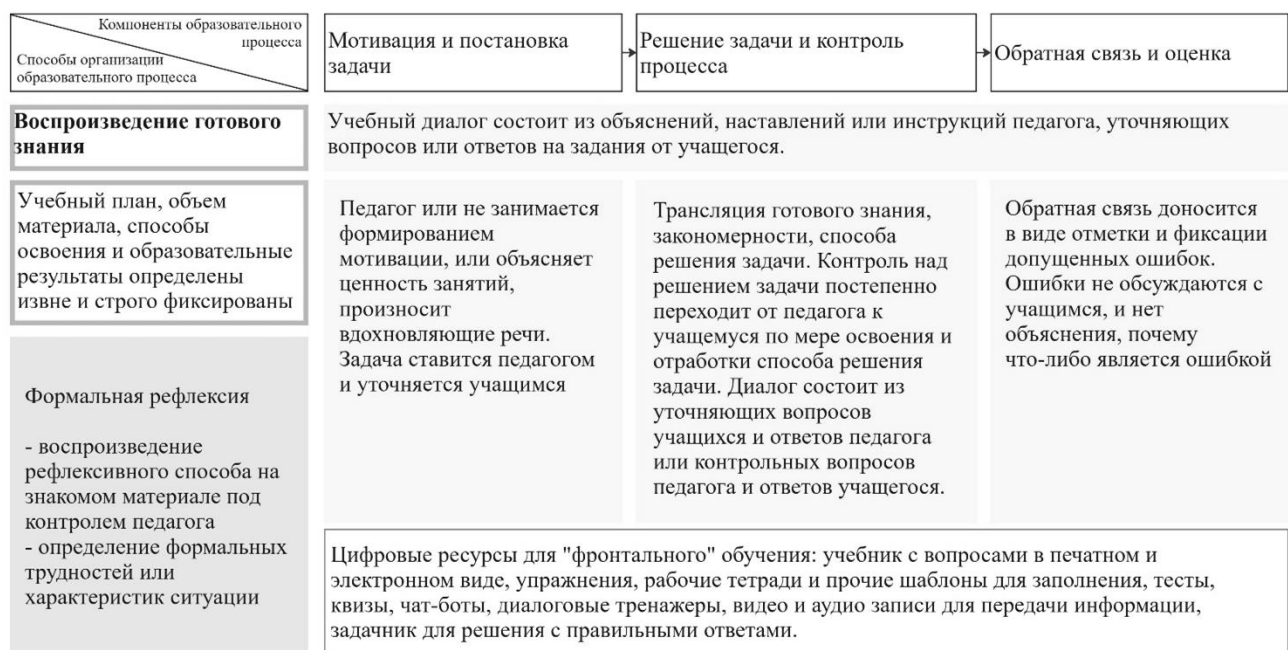 Компоненты образовательного
процесса
Способы организации
образовательного процесса
Мотивация и постановка
задачи
Решение задачи и контроль
процесса
Обратная связь и оценка
Воспроизведение готового
знания
Учебный диалог состоит из объяснений, наставлений или инструкций педагога, уточняющих
вопросов или ответов на задания от учащегося.
Учебный план, объем
материала, способы
освоения и образовательные
результаты определены
извне и строго фиксированы
Педагог или не занимается
формированием
мотивации, или объясняет
ценность занятий,
произносит
вдохновляющие речи.
Задача ставится педагогом
и уточняется учащимся
Трансляция готового знания,
закономерности, способа
решения задачи. Контроль над
решением задачи постепенно
переходит от педагога к
учащемуся по мере освоения и
отработки способа решения
задачи. Диалог состоит из
уточняющих вопросов
учащихся и ответов педагога
или контрольных вопросов
педагога и ответов учащегося.
Обратная связь доносится
в виде отметки и фиксации
допущенных ошибок.
Ошибки не обсуждаются с
учащимся, и нет
объяснения, почему
что-либо является ошибкой
Формальная рефлексия
- воспроизведение
рефлексивного способа на
знакомом материале под
контролем педагога
- определение формальных
трудностей или
характеристик ситуации
Цифровые ресурсы для "фронтального" обучения: учебник с вопросами в печатном и
электронном виде, упражнения, рабочие тетради и прочие шаблоны для заполнения, тесты,
квизы, чат-боты, диалоговые тренажеры, видео и аудио записи для передачи информации,
задачник для решения с правильными ответами.